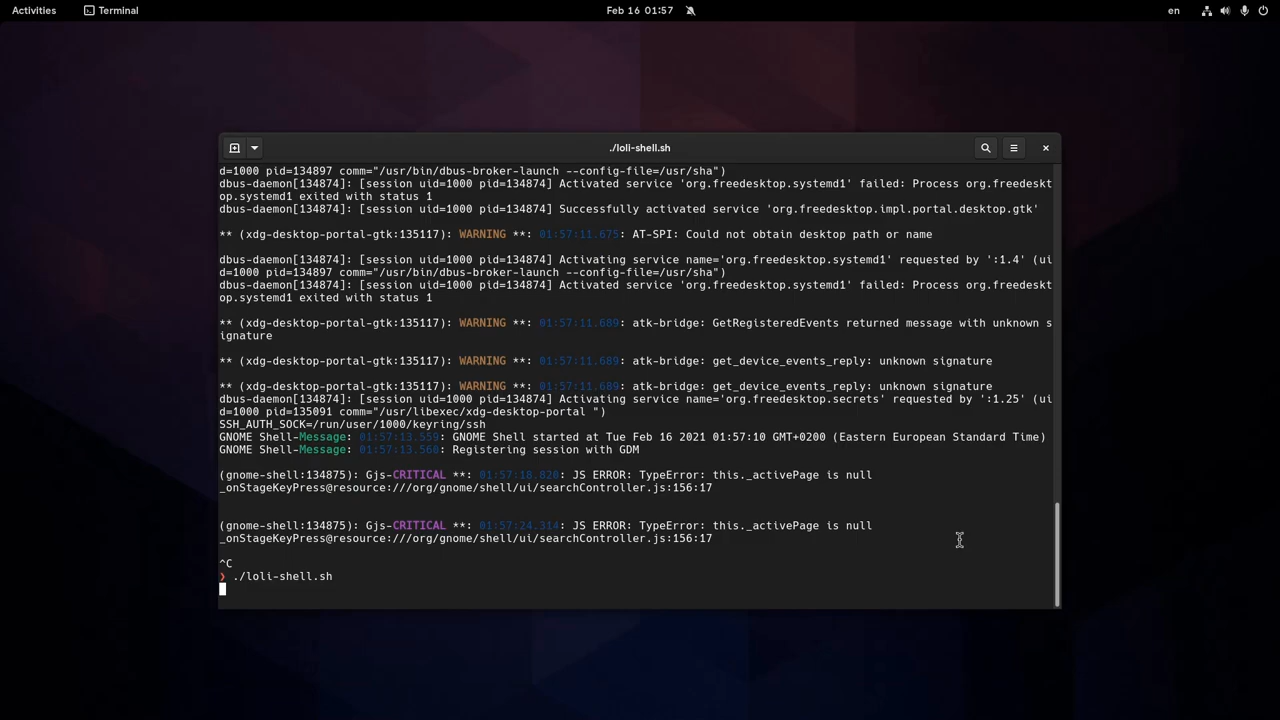 Activities Terminal Feb 16 01:57 en
./loli-shell.sh
d=1000 pid=134897 comm="/usr/bin/dbus-broker-launch --config-file=/usr/sha")
dbus-daemon[134874]: [session uid=1000 pid=134874] Activated service 'org.freedesktop.systemd1' failed: Process org.freedeskt
op.systemd1 exited with status 1
dbus-daemon[134874]: [session uid=1000 pid=134874] Successfully activated service 'org.freedesktop.impl.portal.desktop.gtk'
** (xdg-desktop-portal-gtk:135117): WARNING **: 01:57:11.675: AT-SPI: Could not obtain desktop path or name
dbus-daemon[134874]: [session uid=1000 pid=134874] Activating service name='org.freedesktop.systemd1' requested by ':1.4' (ui
d=1000 pid=134897 comm="/usr/bin/dbus-broker-launch --config-file=/usr/sha")
dbus-daemon[134874]: [session uid=1000 pid=134874] Activated service 'org.freedesktop.systemd1' failed: Process org.freedeskt
op.systemd1 exited with status 1
** (xdg-desktop-portal-gtk:135117): WARNING **: 01:57:11.689: atk-bridge: GetRegisteredEvents returned message with unknown s
ignature
** (xdg-desktop-portal-gtk:135117): WARNING **: 01:57:11.689: atk-bridge: get_device_events_reply: unknown signature
** (xdg-desktop-portal-gtk:135117): WARNING **: 01:57:11.689: atk-bridge: get_device_events_reply: unknown signature
dbus-daemon[134874]: [session uid=1000 pid=134874] Activating service name='org.freedesktop.secrets' requested by ':1.25' (ui
d=1000 pid=135091 comm="/usr/libexec/xdg-desktop-portal ")
SSH_AUTH_SOCK=/run/user/1000/keyring/ssh
GNOME Shell-Message: 01:57:13.559: GNOME Shell started at Tue Feb 16 2021 01:57:10 GMT+0200 (Eastern European Standard Time)
GNOME Shell-Message: 01:57:13.560: Registering session with GDM
(gnome-shell:134875): Gjs-CRITICAL **: 01:57:18.820: JS ERROR: TypeError: this._activePage is null
_onStageKeyPress@resource:///org/gnome/shell/ui/searchController.js:156:17
(gnome-shell:134875): Gjs-CRITICAL **: 01:57:24.314: JS ERROR: TypeError: this._activePage is null
_onStageKeyPress@resource:///org/gnome/shell/ui/searchController.js:156:17
^C
❯ ./loli-shell.sh